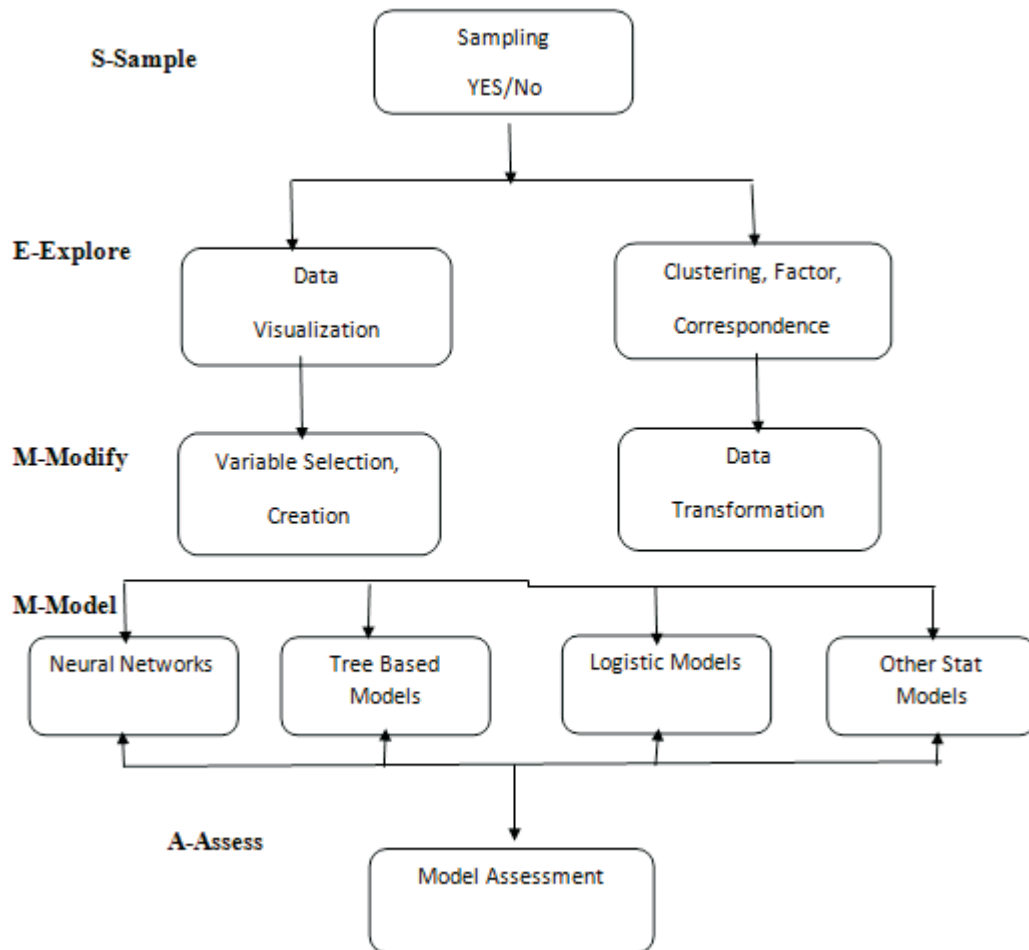 S-Sample
Sampling
YES/No
E-Explore
Data
Visualization
Clustering, Factor,
Correspondence
M-Modify
Variable Selection,
Creation
Data
Transformation
M-Model
Neural Networks
Tree Based
Models
Logistic Models
Other Stat
Models
A-Assess
Model Assessment